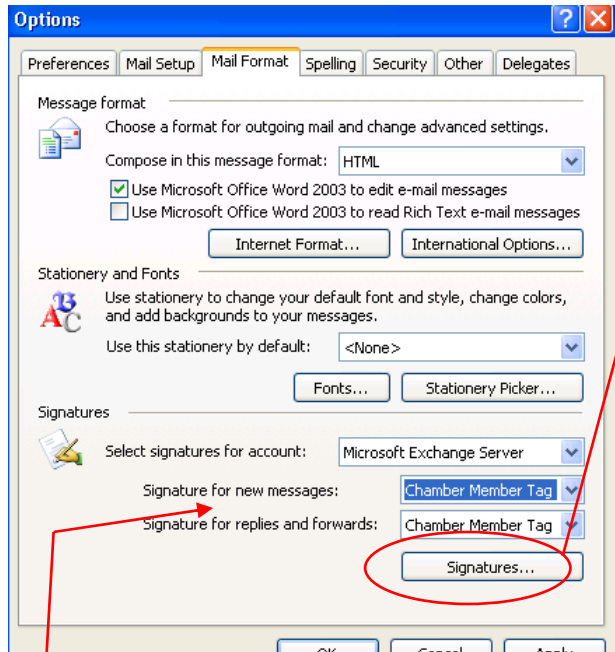 Options
Preferences Mail Setup Mail Format Spelling Security Other Delegates
Message format
Choose a format for outgoing mail and change advanced settings.
Compose in this message format: HTML
Use Microsoft Office Word 2003 to edit e-mail messages
Use Microsoft Office Word 2003 to read Rich Text e-mail messages
Internet Format... International Options...
Stationery and Fonts
Use stationery to change your default font and style, change colors,
and add backgrounds to your messages.
Use this stationery by default: <None>
Fonts... Stationery Picker...
Signatures
Select signatures for account: Microsoft Exchange Server
Signature for new messages: Chamber Member Tag
Signature for replies and forwards: Chamber Member Tag
Signatures...
OK Cancel Apply